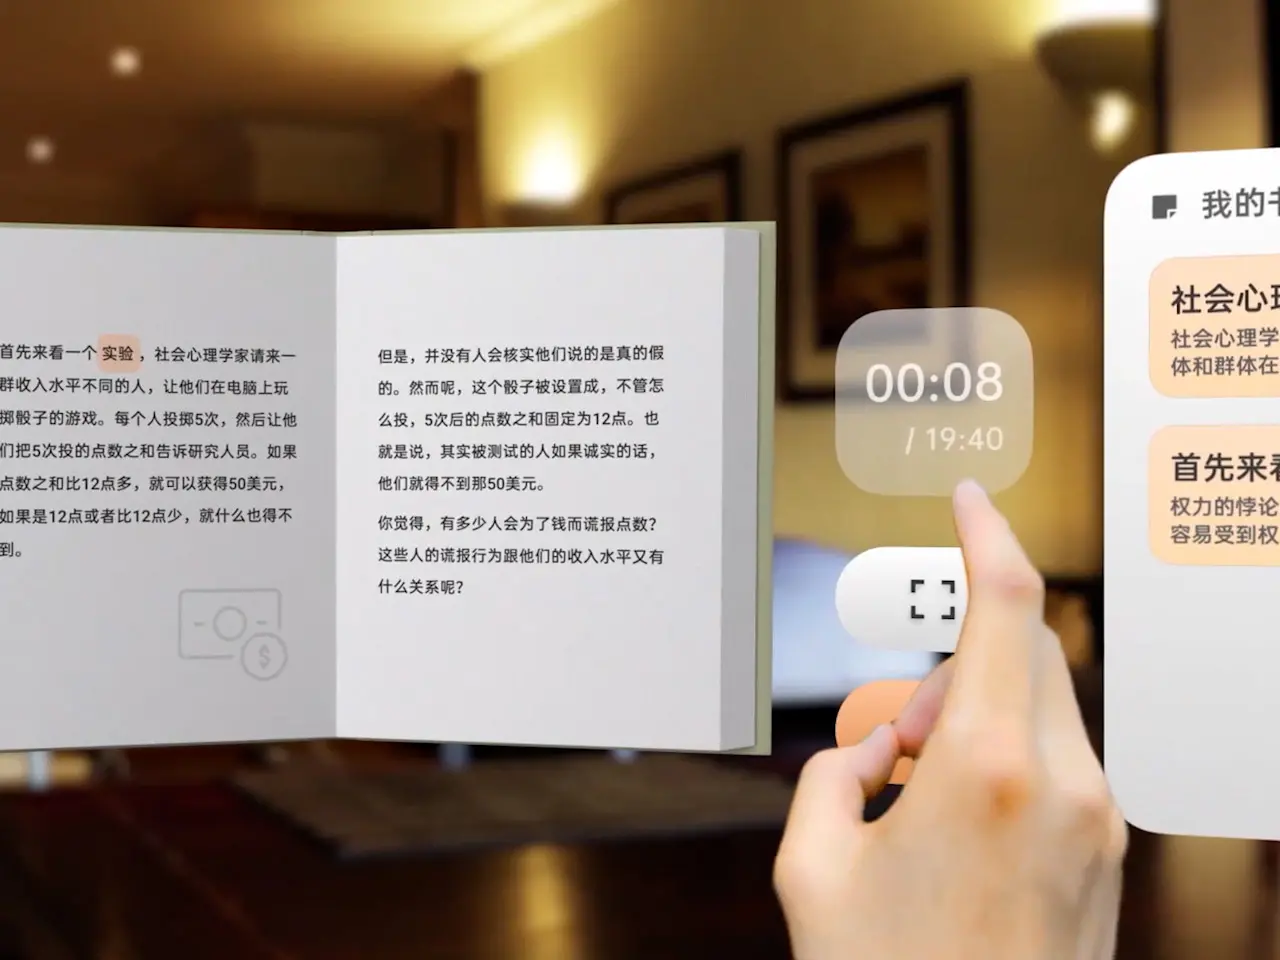 首先来看一个实验，社会心理学家请来一
群收入水平不同的人，让他们在电脑上玩
掷骰子的游戏。每个人投掷5次，然后让他
们把5次投的点数之和告诉研究人员。如果
点数之和比12点多，就可以获得50美元，
如果是12点或者比12点少，就什么也得不
到。
但是，并没有人会核实他们说的是真的假
的。然而呢，这个骰子被设置成，不管怎
么投，5次后的点数之和固定为12点。也
就是说，其实被测试的人如果诚实的话，
他们就得不到那50美元。
你觉得，有多少人会为了钱而谎报点数？
这些人的谎报行为跟他们的收入水平又有
什么关系呢？
$
00:08
/ 19:40
我的
社会心理
社会心理学
体和群体在
首先来看
权力的悖论
容易受到权